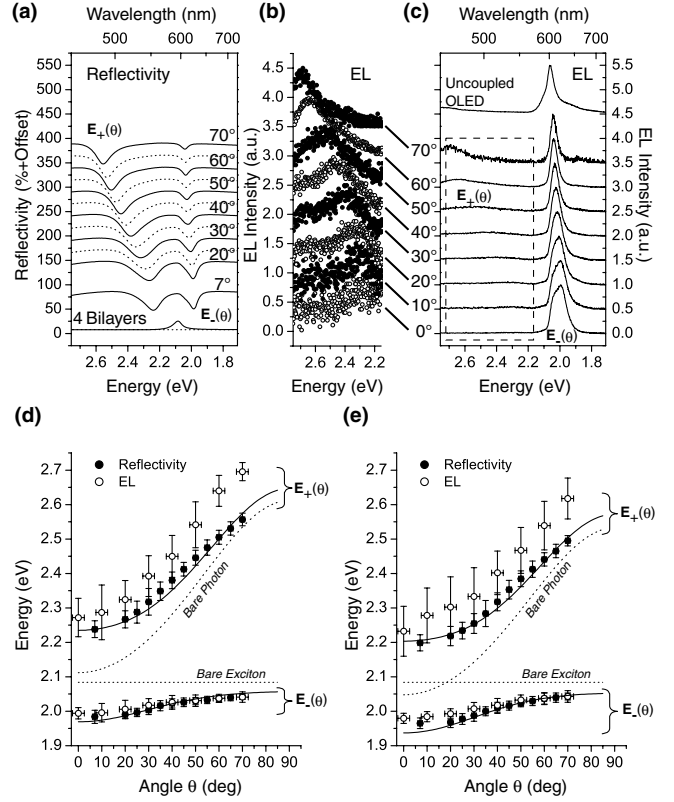 (a)
Wavelength (nm)
500 600 700
Reflectivity
E₊(θ)
70°
60°
50°
40°
30°
20°
7°
E₋(θ)
4 Bilayers
550
500
450
400
350
300
250
200
150
100
50
0
Reflectivity (%+Offset)
2.6 2.4 2.2 2.0 1.8
Energy (eV)
(b)
EL
4.5
4.0
3.5
3.0
2.5
2.0
1.5
1.0
0.5
0.0
EL Intensity (a.u.)
70°
60°
50°
40°
30°
20°
10°
0°
2.6 2.4 2.2
Energy (eV)
(c)
Wavelength (nm)
500 600 700
Uncoupled
OLED
EL
E₊(θ)
E₋(θ)
5.5
5.0
4.5
4.0
3.5
3.0
2.5
2.0
1.5
1.0
0.5
0.0
EL Intensity (a.u.)
2.6 2.4 2.2 2.0 1.8
Energy (eV)
(d)
Reflectivity
EL
E₊(θ)
Bare Photon
Bare Exciton
E₋(θ)
2.7
2.6
2.5
2.4
2.3
2.2
2.1
2.0
1.9
Energy (eV)
0 10 20 30 40 50 60 70 80 90
Angle θ (deg)
(e)
Reflectivity
EL
E₊(θ)
Bare Photon
Bare Exciton
E₋(θ)
2.7
2.6
2.5
2.4
2.3
2.2
2.1
2.0
1.9
Energy (eV)
0 10 20 30 40 50 60 70 80 90
Angle θ (deg)